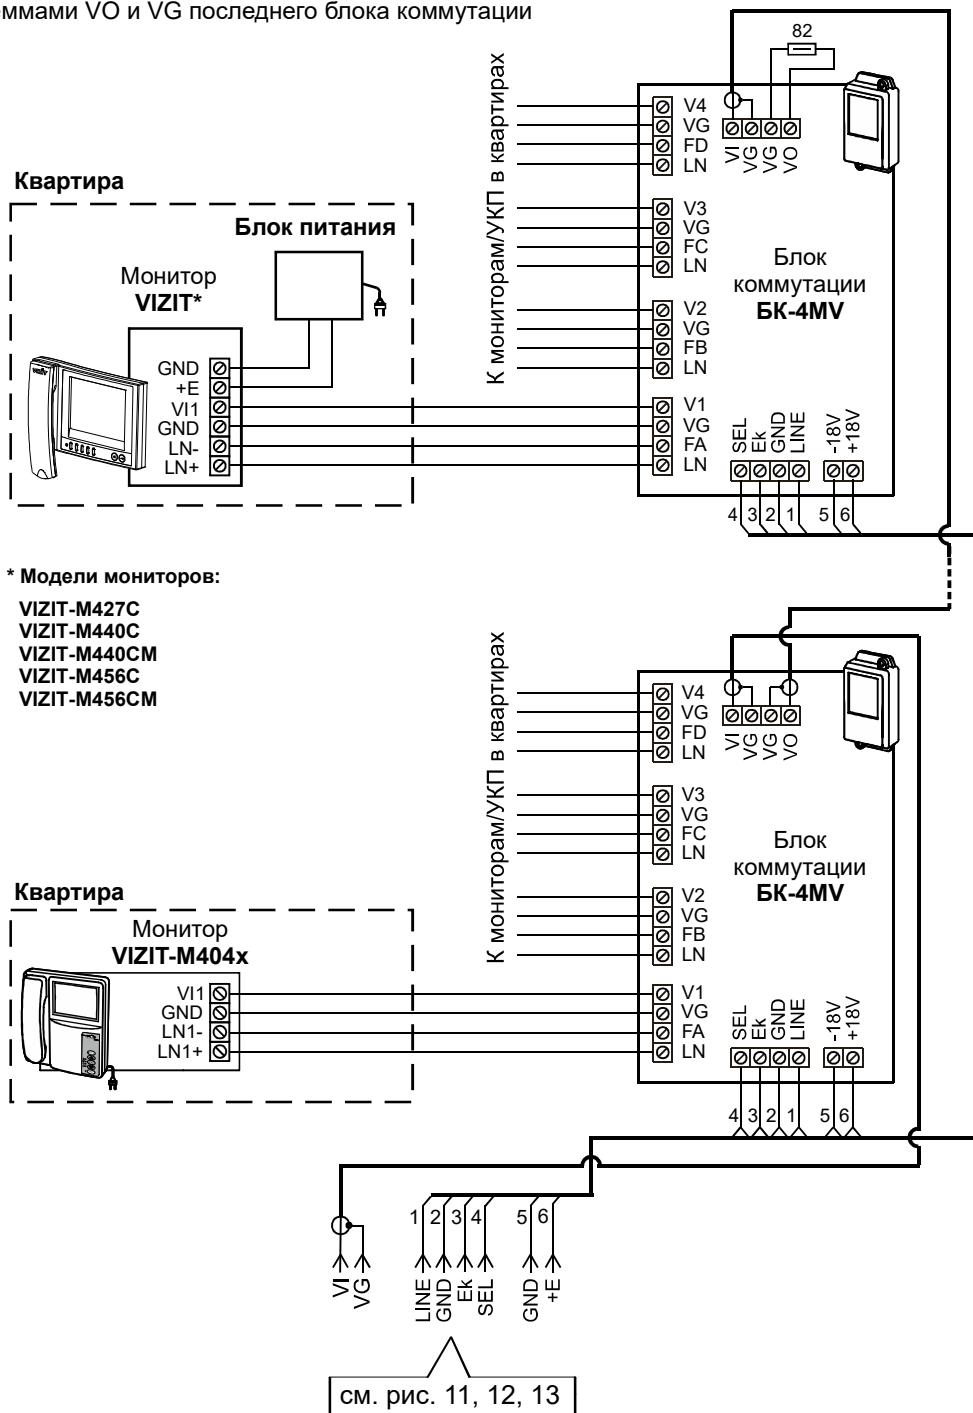 еммами VO и VG последнего блока коммутации
82
К мониторам/УКП в квартирах
V4
VG
FD
LN
VI
VG
VG
VO
V3
VG
FC
LN
V2
VG
FB
LN
V1
VG
FA
LN
Блок
коммутации
БК-4MV
SEL
Ek
GND
LINE
-18V
+18V
4
3
2
1
5
6
Квартира
Блок питания
Монитор
VIZIT*
GND
+E
VI1
GND
LN-
LN+
* Модели мониторов:
VIZIT-M427C
VIZIT-M440C
VIZIT-M440CM
VIZIT-M456C
VIZIT-M456CM
К мониторам/УКП в квартирах
V4
VG
FD
LN
VI
VG
VG
VO
V3
VG
FC
LN
V2
VG
FB
LN
V1
VG
FA
LN
Блок
коммутации
БК-4MV
SEL
Ek
GND
LINE
-18V
+18V
4
3
2
1
5
6
Квартира
Монитор
VIZIT-M404x
VI1
GND
LN1-
LN1+
1
2
3
4
5
6
VI
VG
LINE
GND
Ek
SEL
GND
+E
см. рис. 11, 12, 13